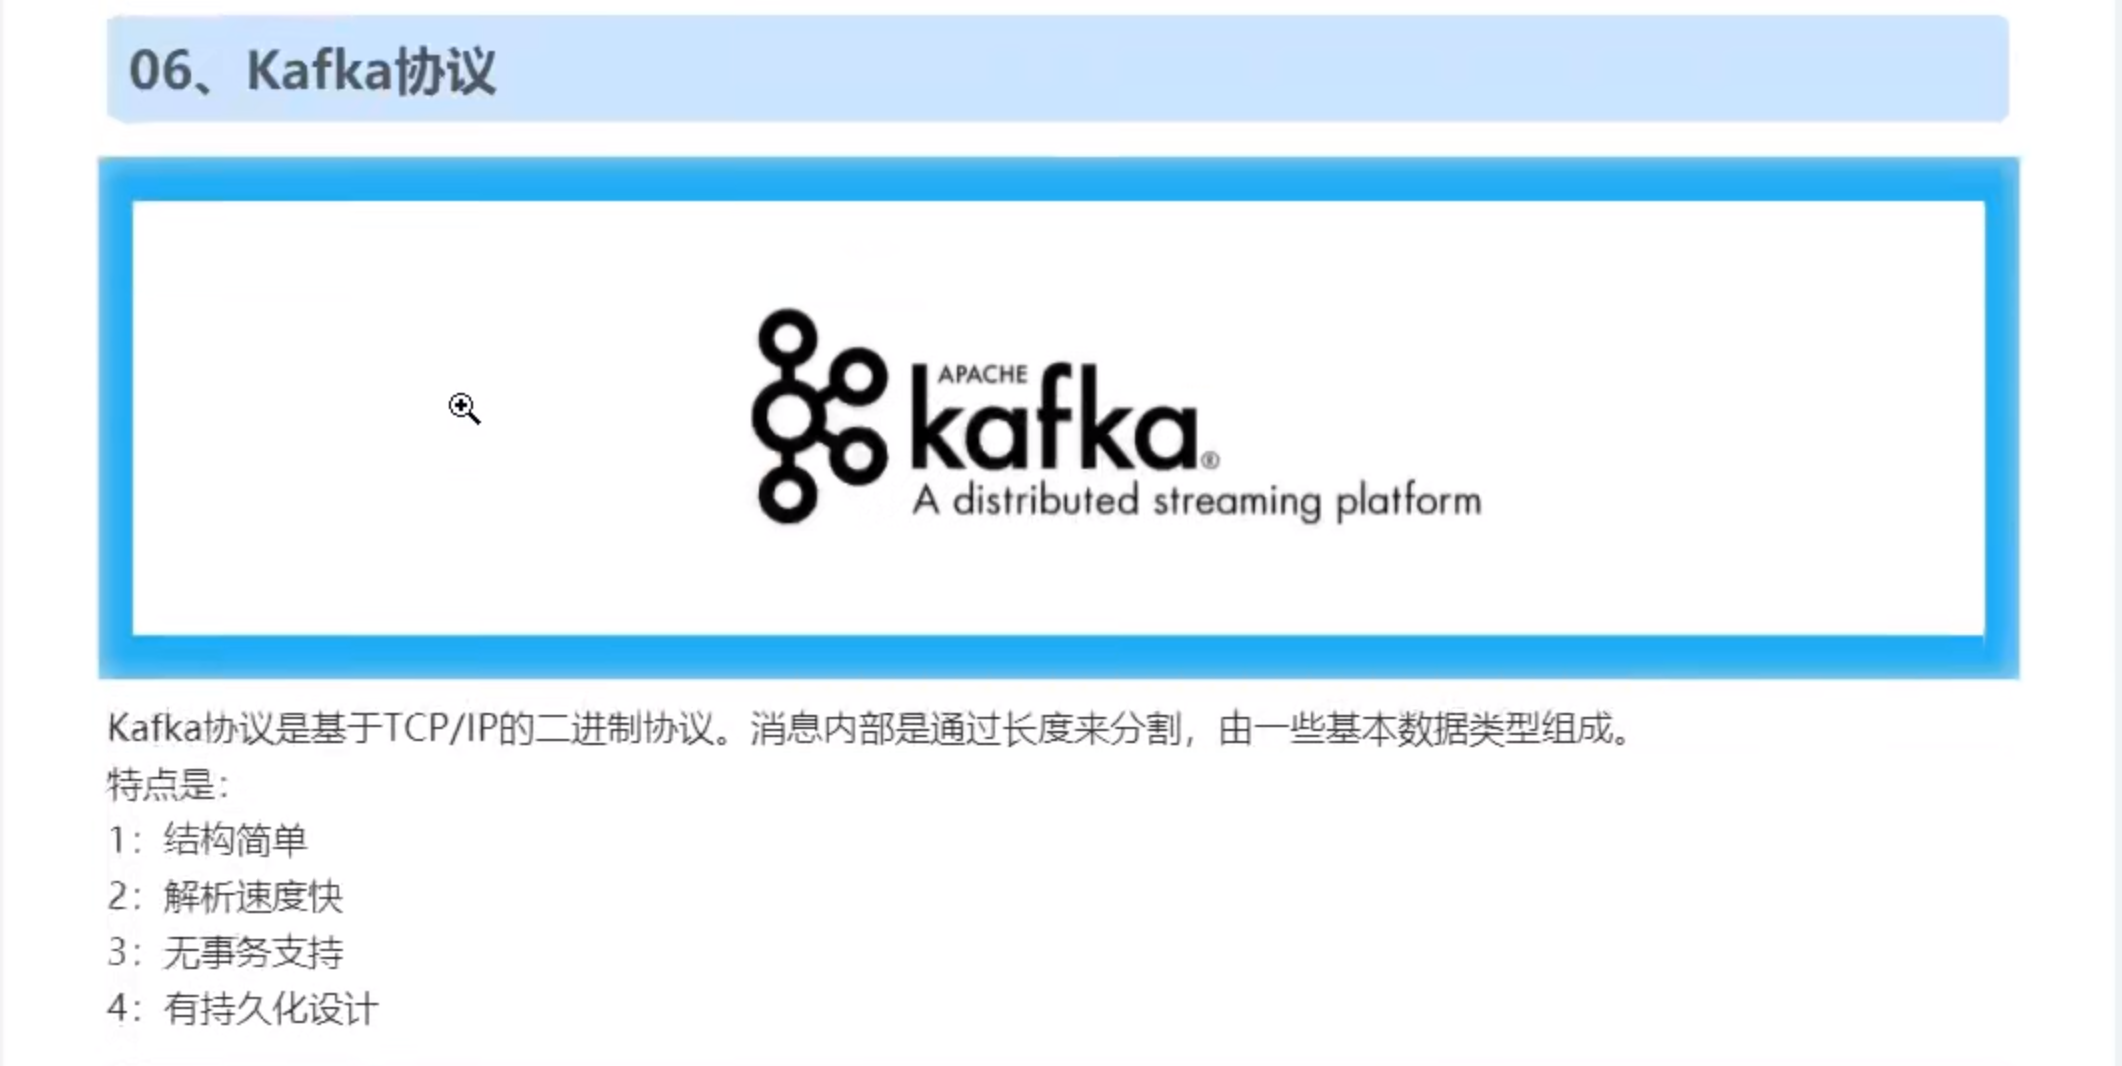 06、Kafka协议
APACHE
kafka®
A distributed streaming platform
Kafka协议是基于TCP/IP的二进制协议。消息内部是通过长度来分割，由一些基本数据类型组成。
特点是：
1：结构简单
2：解析速度快
3：无事务支持
4：有持久化设计